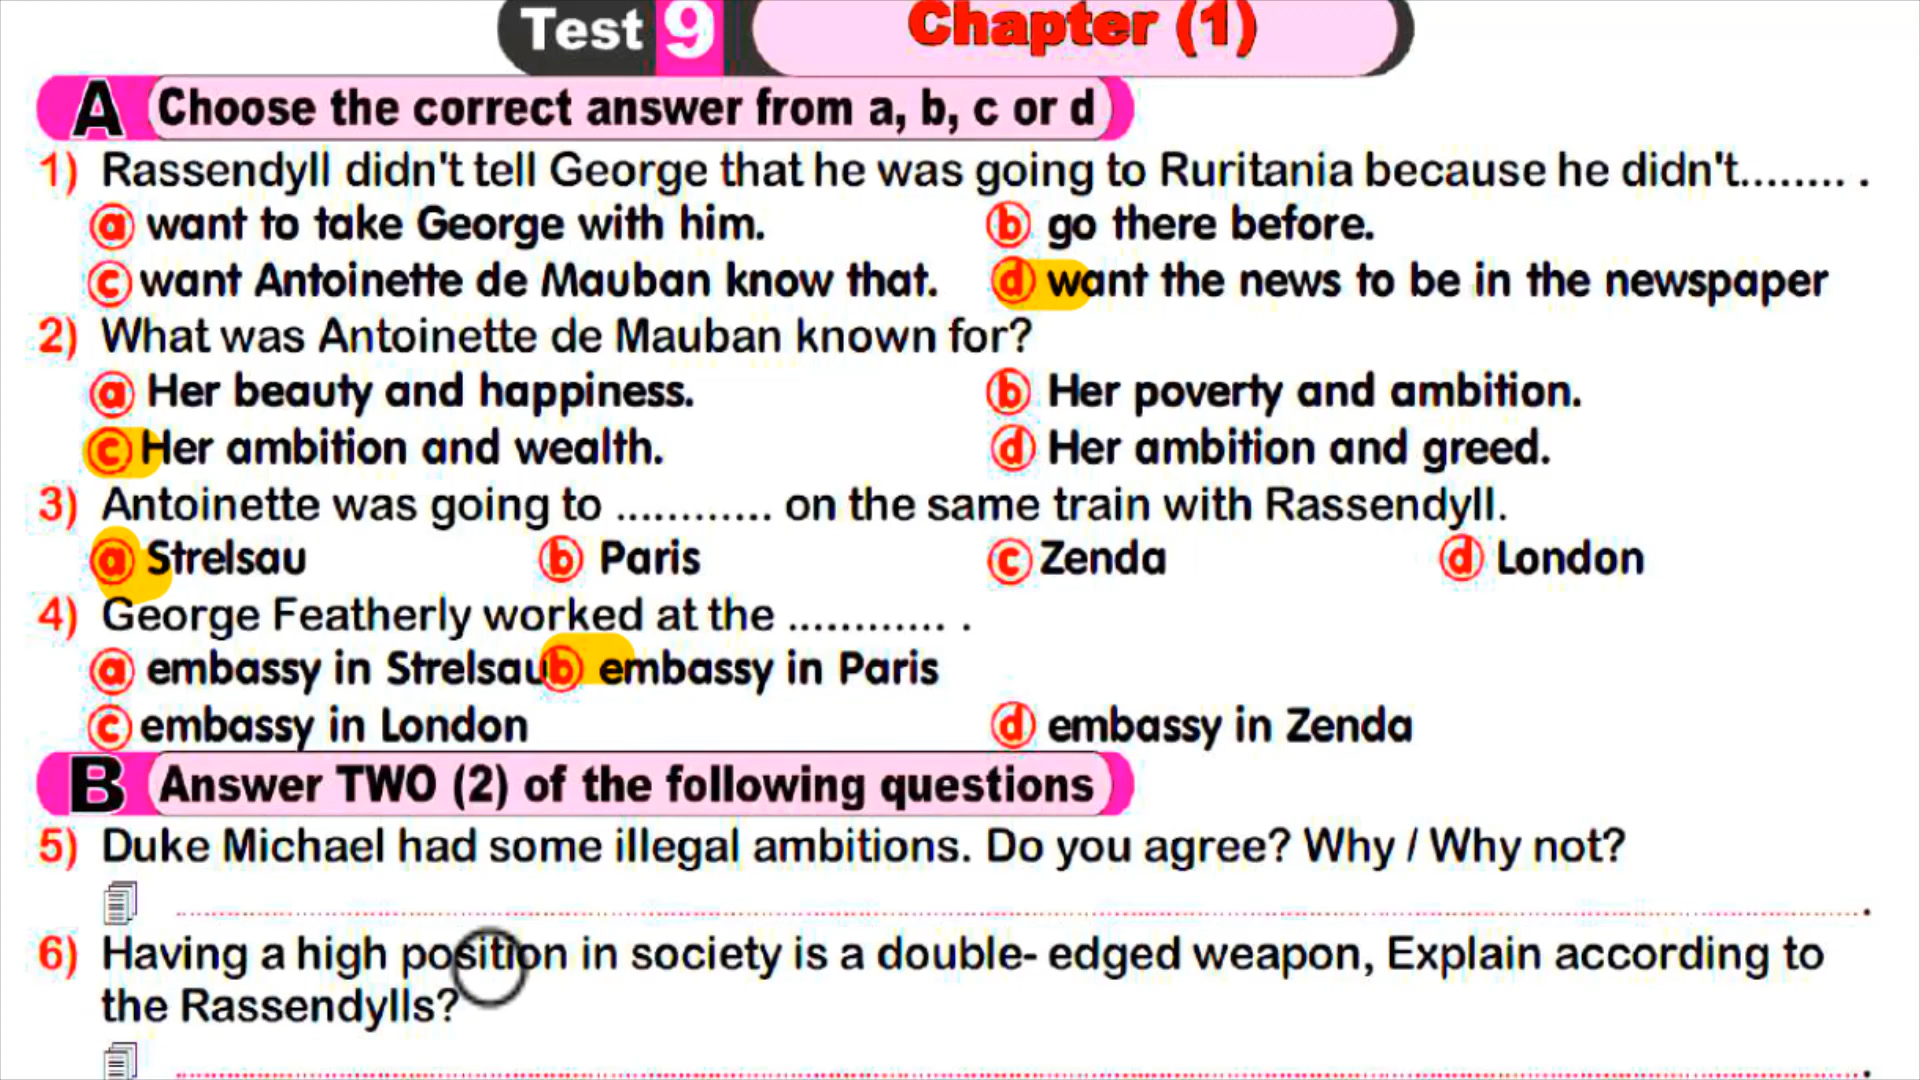 Test 9 Chapter (1)
A Choose the correct answer from a, b, c or d
1) Rassendyll didn't tell George that he was going to Ruritania because he didn't........ .
a want to take George with him. b go there before.
c want Antoinette de Mauban know that. d want the news to be in the newspaper
2) What was Antoinette de Mauban known for?
a Her beauty and happiness. b Her poverty and ambition.
c Her ambition and wealth. d Her ambition and greed.
3) Antoinette was going to ............ on the same train with Rassendyll.
a Strelsau b Paris c Zenda d London
4) George Featherly worked at the ............ .
a embassy in Strelsau b embassy in Paris
c embassy in London d embassy in Zenda
B Answer TWO (2) of the following questions
5) Duke Michael had some illegal ambitions. Do you agree? Why / Why not?
6) Having a high position in society is a double- edged weapon, Explain according to
the Rassendylls?